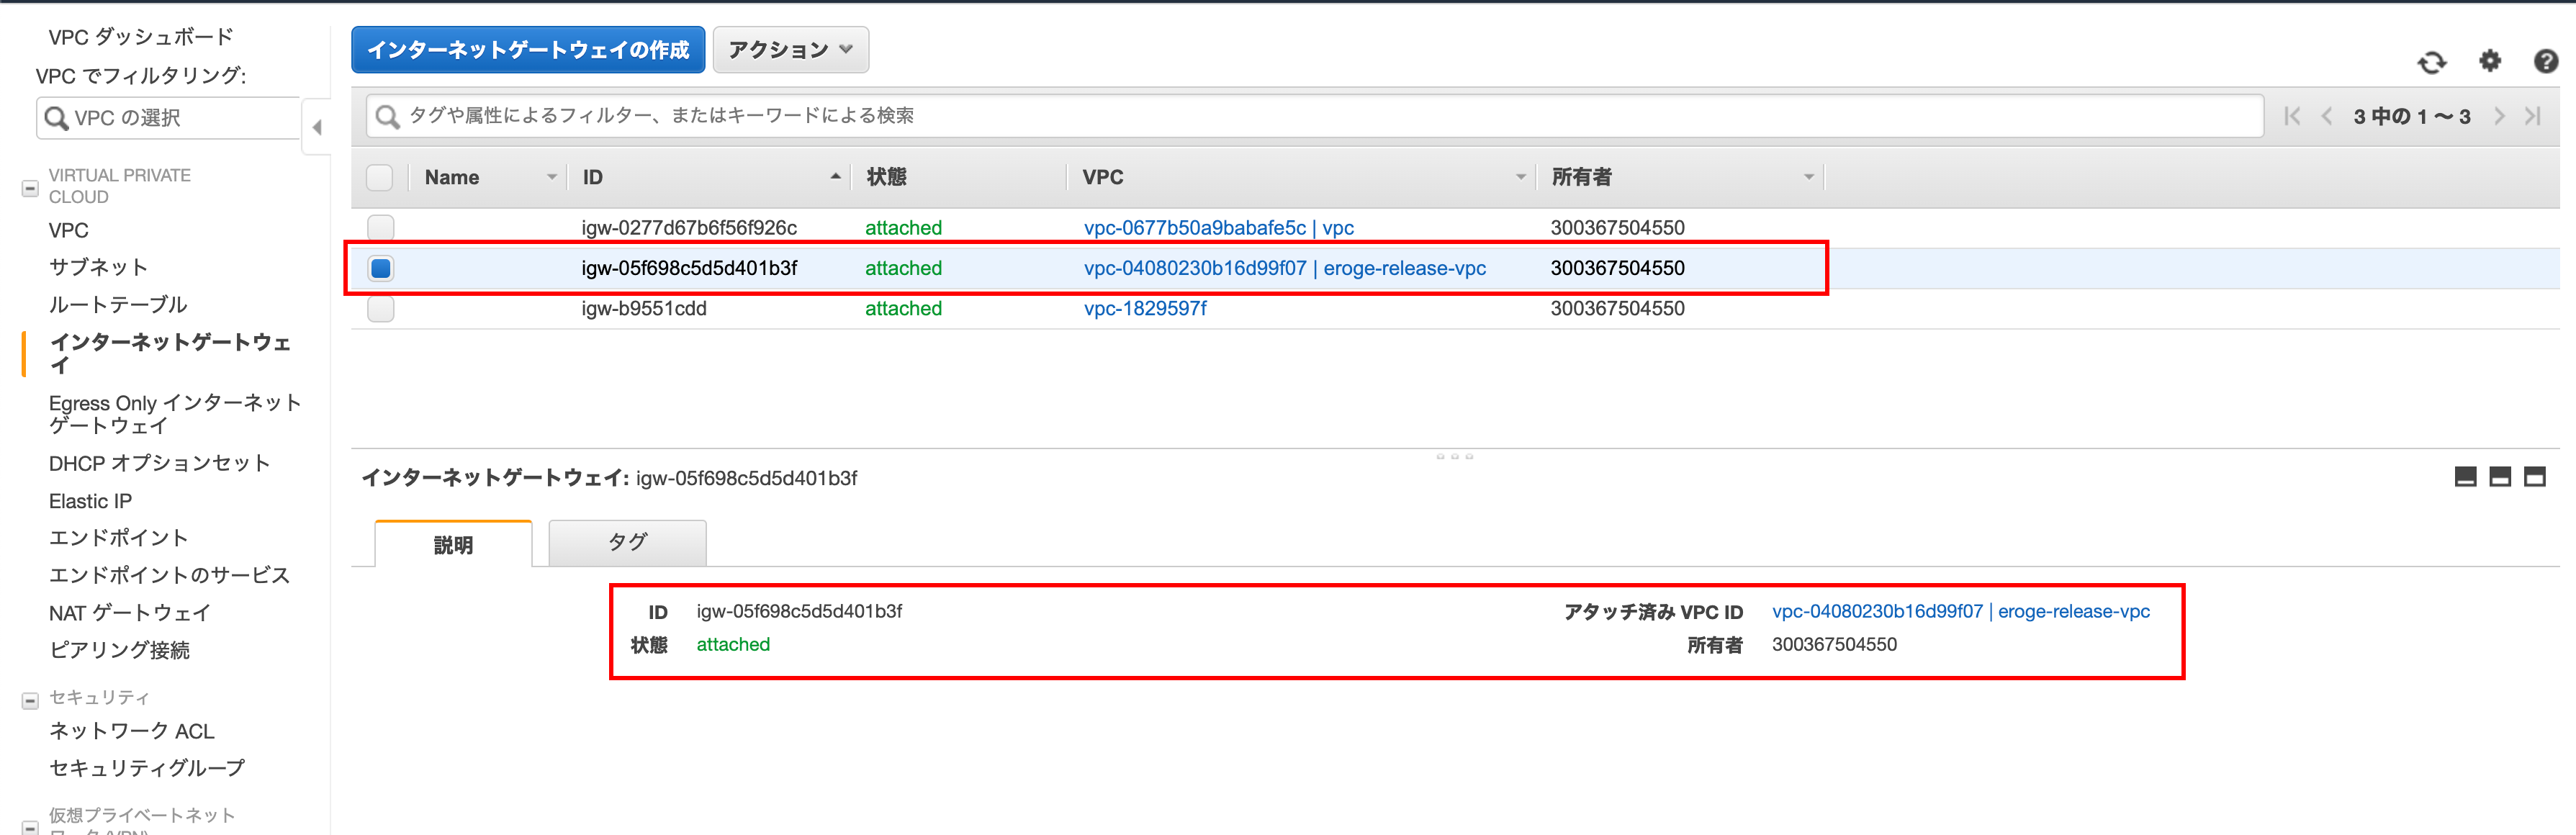 VPC ダッシュボード
VPC でフィルタリング:
VPC の選択
VIRTUAL PRIVATE
CLOUD
VPC
サブネット
ルートテーブル
インターネットゲートウェ
イ
Egress Only インターネット
ゲートウェイ
DHCP オプションセット
Elastic IP
エンドポイント
エンドポイントのサービス
NAT ゲートウェイ
ピアリング接続
セキュリティ
ネットワーク ACL
セキュリティグループ
仮想プライベートネット
ワーク (VPN)
インターネットゲートウェイの作成 アクション
タグや属性によるフィルター、またはキーワードによる検索 3 中の 1 ～ 3
Name ID 状態 VPC 所有者
igw-0277d67b6f56f926c attached vpc-0677b50a9babafe5c | vpc 300367504550
igw-05f698c5d5d401b3f attached vpc-04080230b16d99f07 | eroge-release-vpc 300367504550
igw-b9551cdd attached vpc-1829597f 300367504550
インターネットゲートウェイ: igw-05f698c5d5d401b3f
説明 タグ
ID igw-05f698c5d5d401b3f アタッチ済み VPC ID vpc-04080230b16d99f07 | eroge-release-vpc
状態 attached 所有者 300367504550